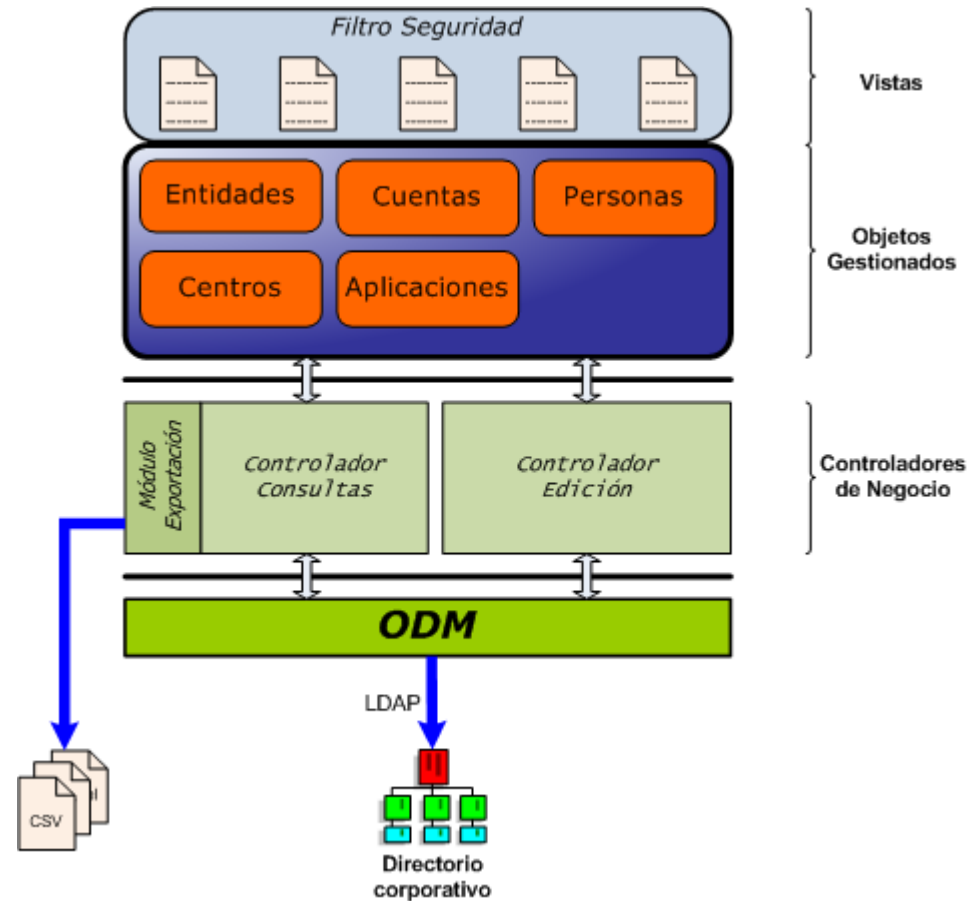 Filtro Seguridad
Vistas
Entidades
Cuentas
Personas
Centros
Aplicaciones
Objetos
Gestionados
Módulo
Exportación
Controlador
Consultas
Controlador
Edición
Controladores
de Negocio
ODM
LDAP
CSV
Directorio
corporativo